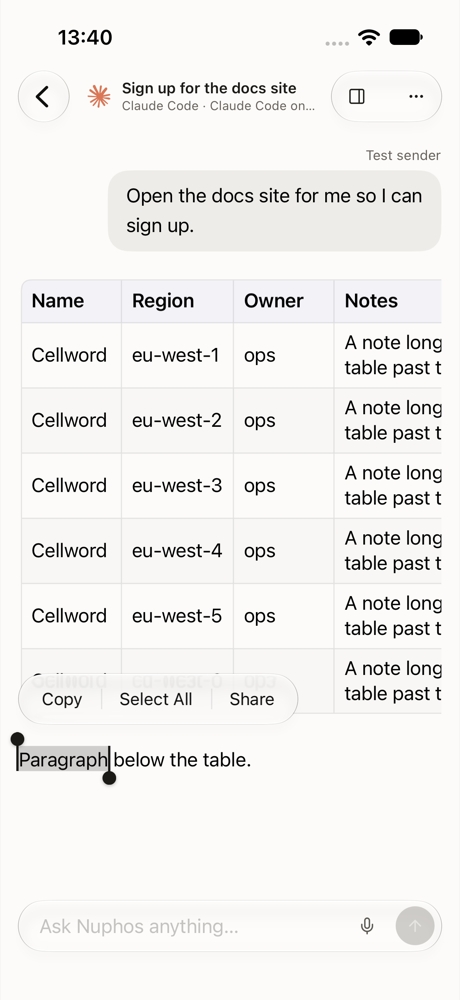 13:40
Sign up for the docs site
Claude Code · Claude Code on...
Test sender
Open the docs site for me so I can
sign up.
Name Region Owner Notes
Cellword eu-west-1 ops A note long
table past t
Cellword eu-west-2 ops A note long
table past t
Cellword eu-west-3 ops A note long
table past t
Cellword eu-west-4 ops A note long
table past t
Cellword eu-west-5 ops A note long
table past t
A note long
table past t
Copy Select All Share
Paragraph below the table.
Ask Nuphos anything...